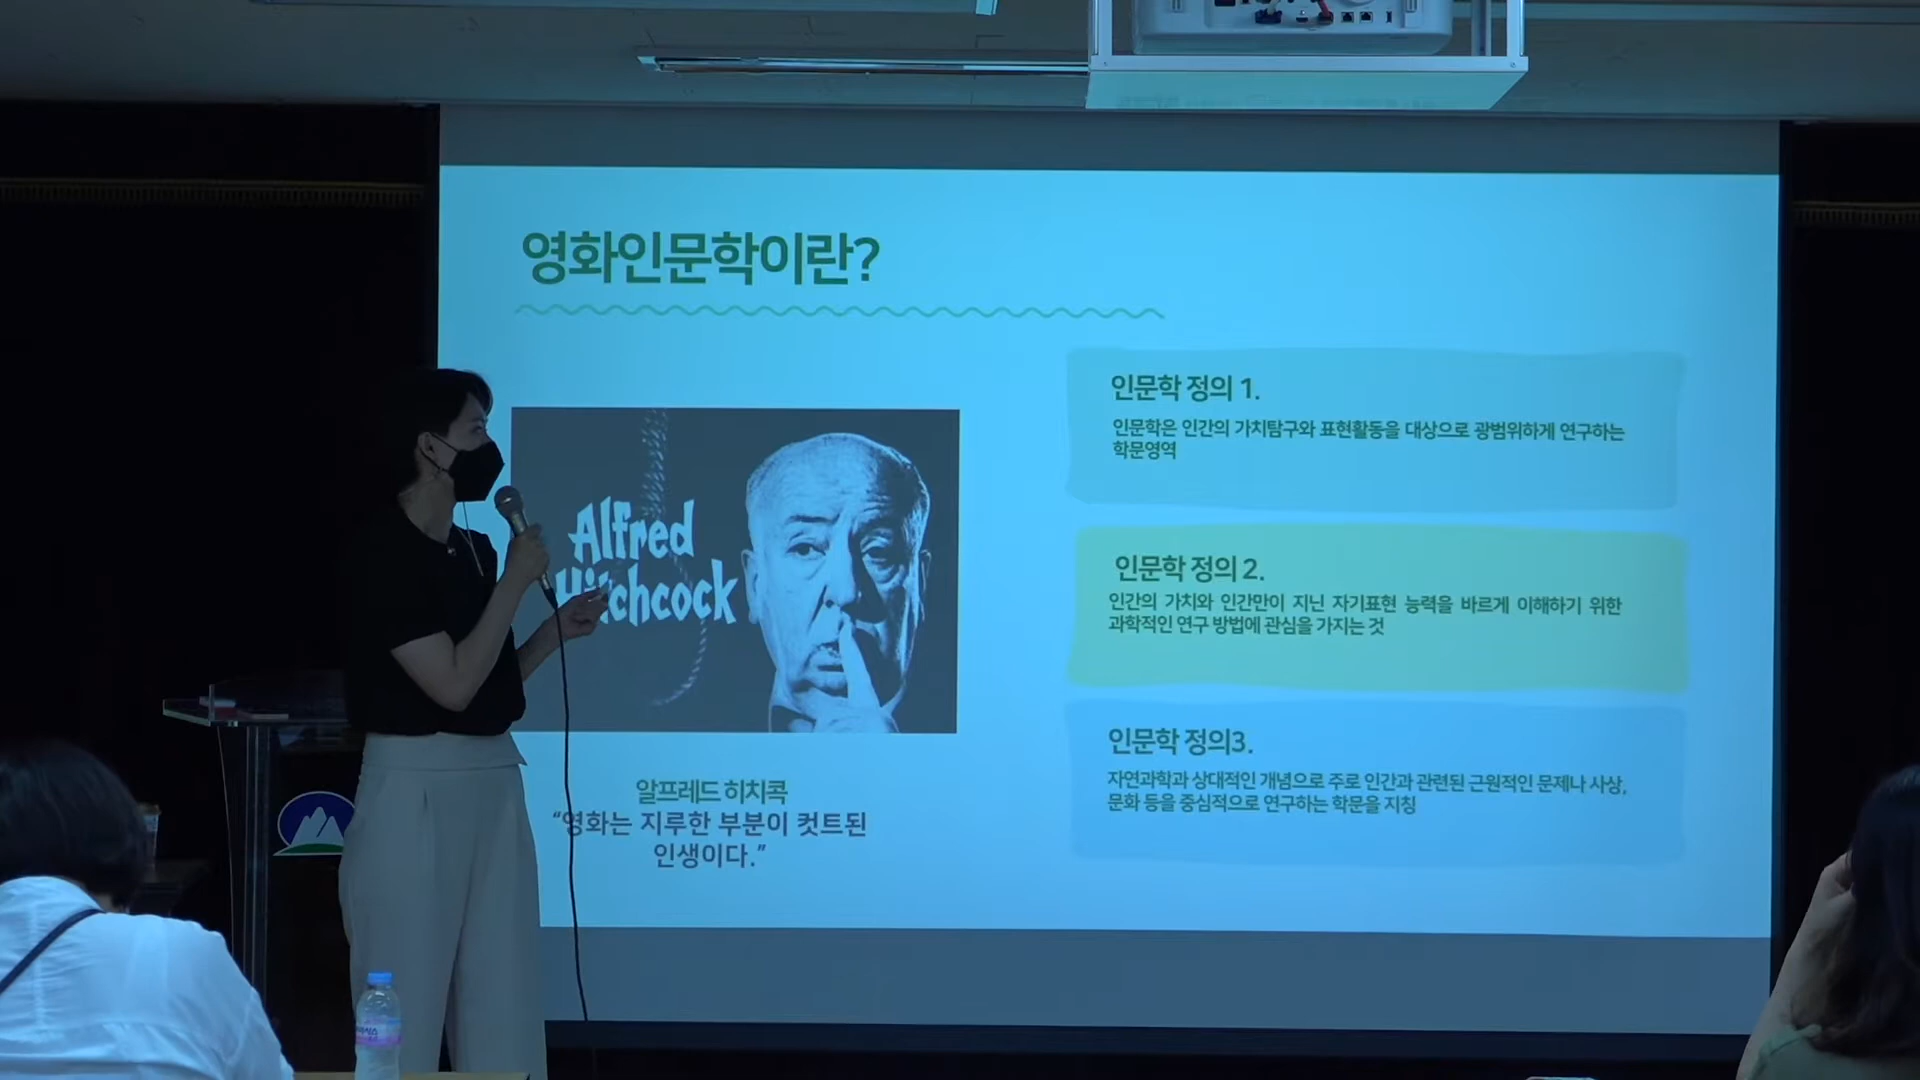 영화인문학이란?
Alfred
Hitchcock
알프레드 히치콕
“영화는 지루한 부분이 컷트된
인생이다.”
인문학 정의 1.
인문학은 인간의 가치탐구와 표현활동을 대상으로 광범위하게 연구하는
학문영역
인문학 정의 2.
인간의 가치와 인간만이 지닌 자기표현 능력을 바르게 이해하기 위한
과학적인 연구 방법에 관심을 가지는 것
인문학 정의3.
자연과학과 상대적인 개념으로 주로 인간과 관련된 근원적인 문제나 사상,
문화 등을 중심적으로 연구하는 학문을 지칭